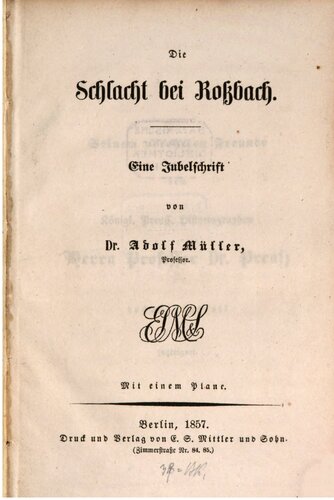 Die
Schlacht bei Roßbach.
Eine Jubelschrift
von
Dr. Adolf Müller,
Professor.
Mit einem Plane.
Berlin, 1857.
Druck und Verlag von E. S. Mittler und Sohn.
(Zimmerstraße Nr. 84. 85.)